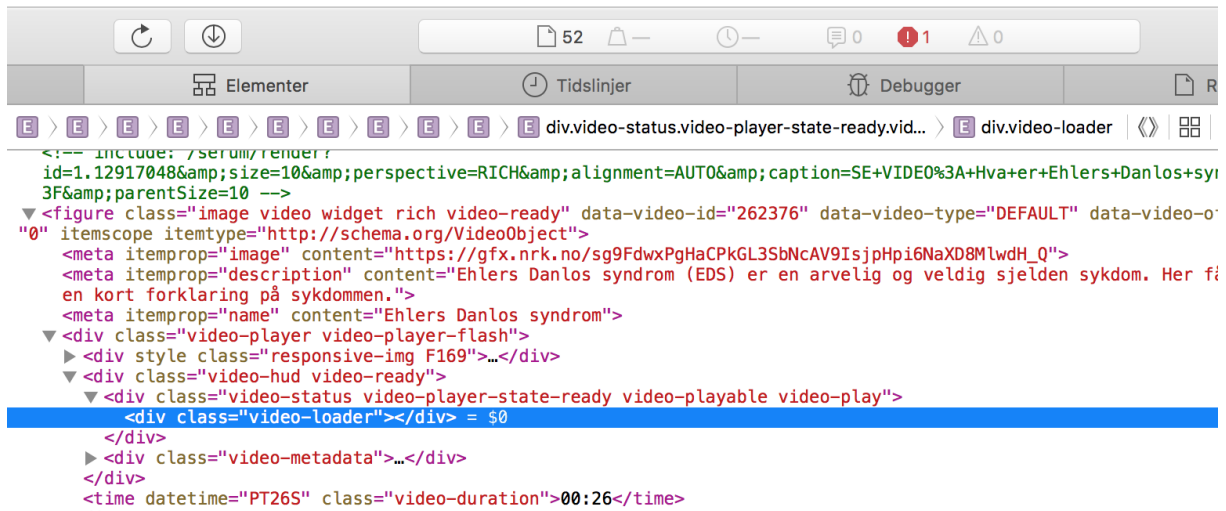 52 — — 0 1 0
Elementer Tidslinjer Debugger R
E E E E E E E E E E E div.video-status.video-player-state-ready.vid... E div.video-loader
<!-- include: /serum/render?
id=1.12917048&amp;size=10&amp;perspective=RICH&amp;alignment=AUTO&amp;caption=SE+VIDEO%3A+Hva+er+Ehlers+Danlos+syn
3F&amp;parentSize=10 -->
▼<figure class="image video widget rich video-ready" data-video-id="262376" data-video-type="DEFAULT" data-video-of
"0" itemscope itemtype="http://schema.org/VideoObject">
<meta itemprop="image" content="https://gfx.nrk.no/sg9FdwxPgHaCPkGL3SbNcAV9IsjpHpi6NaXD8MlwdH_Q">
<meta itemprop="description" content="Ehlers Danlos syndrom (EDS) er en arvelig og veldig sjelden sykdom. Her få
en kort forklaring på sykdommen.">
<meta itemprop="name" content="Ehlers Danlos syndrom">
▼<div class="video-player video-player-flash">
▶<div style class="responsive-img F169">…</div>
▼<div class="video-hud video-ready">
▼<div class="video-status video-player-state-ready video-playable video-play">
<div class="video-loader"></div> = $0
</div>
▶<div class="video-metadata">…</div>
</div>
<time datetime="PT26S" class="video-duration">00:26</time>